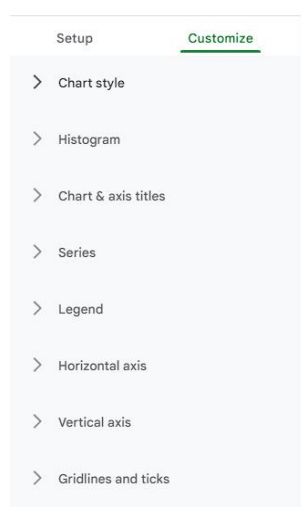 Setup Customize
Chart style
Histogram
Chart & axis titles
Series
Legend
Horizontal axis
Vertical axis
Gridlines and ticks